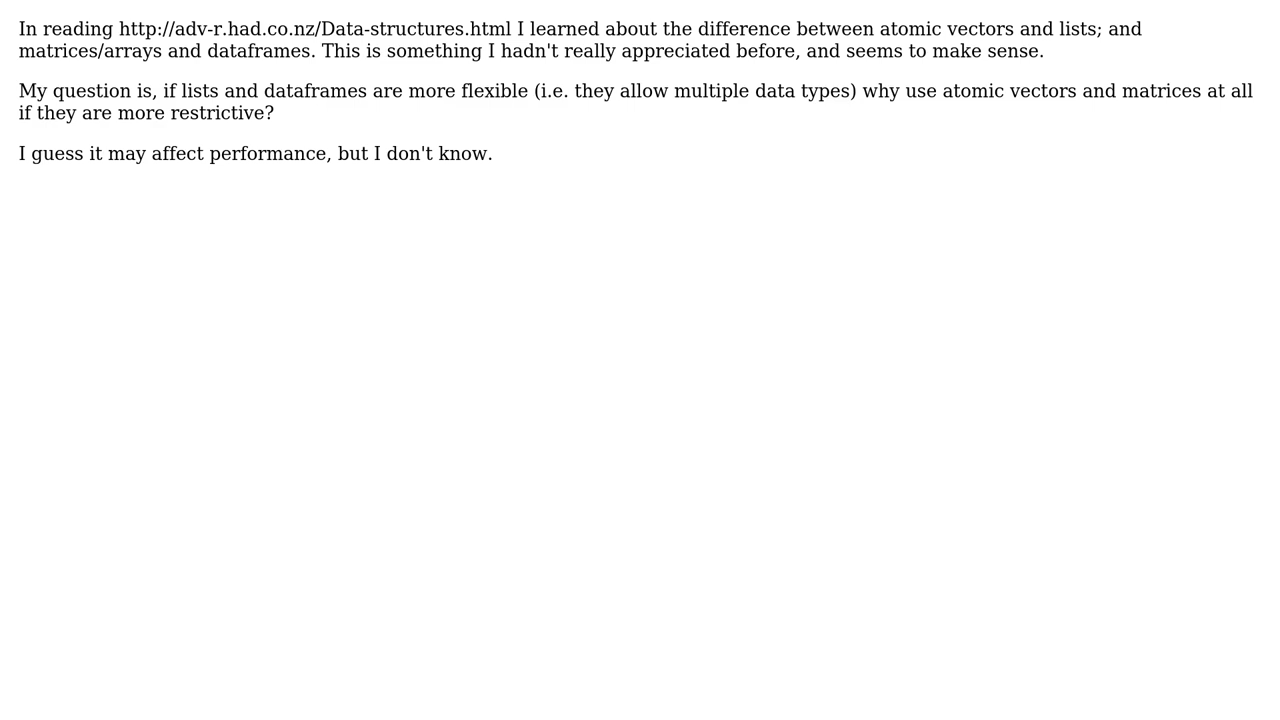 In reading http://adv-r.had.co.nz/Data-structures.html I learned about the difference between atomic vectors and lists; and
matrices/arrays and dataframes. This is something I hadn't really appreciated before, and seems to make sense.
My question is, if lists and dataframes are more flexible (i.e. they allow multiple data types) why use atomic vectors and matrices at all
if they are more restrictive?
I guess it may affect performance, but I don't know.